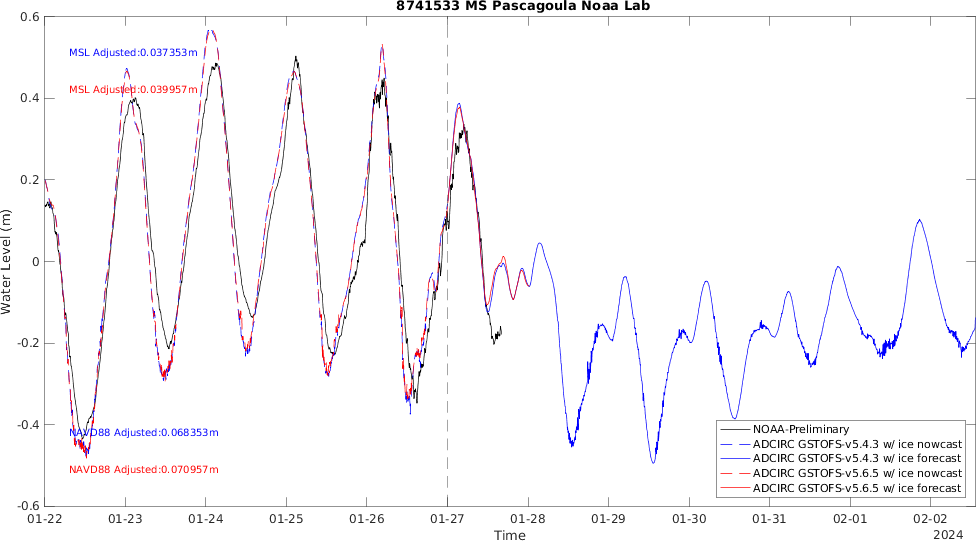 8741533 MS Pascagoula Noaa Lab
Water Level (m)
0.6
0.4
0.2
0
-0.2
-0.4
-0.6
MSL Adjusted:0.037353m
MSL Adjusted:0.039957m
NAVD88 Adjusted:0.068353m
NAVD88 Adjusted:0.070957m
NOAA-Preliminary
ADCIRC GSTOFS-v5.4.3 w/ ice nowcast
ADCIRC GSTOFS-v5.4.3 w/ ice forecast
ADCIRC GSTOFS-v5.6.5 w/ ice nowcast
ADCIRC GSTOFS-v5.6.5 w/ ice forecast
01-22 01-23 01-24 01-25 01-26 01-27 01-28 01-29 01-30 01-31 02-01 02-02
Time
2024